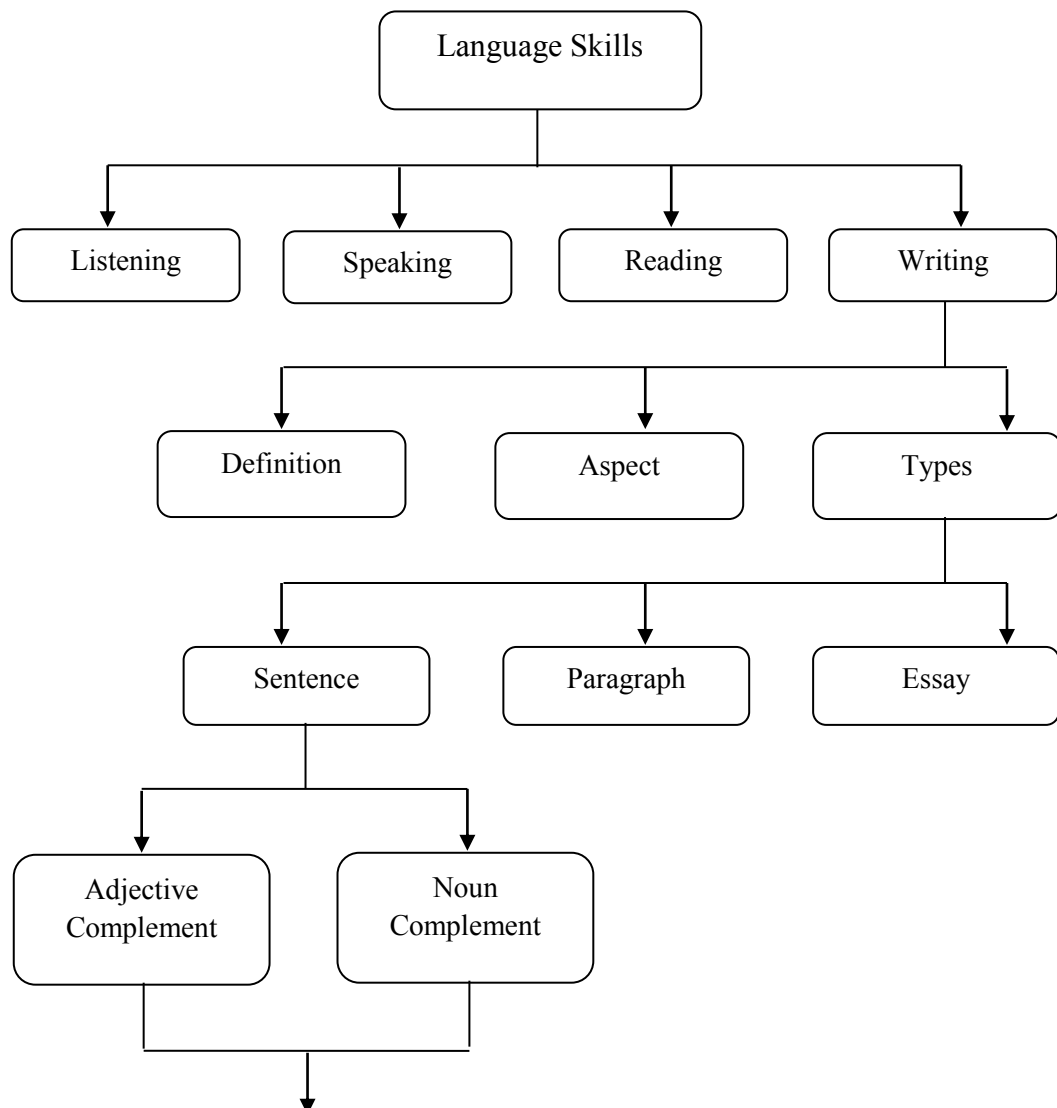 Language Skills
Listening
Speaking
Reading
Writing
Definition
Aspect
Types
Sentence
Paragraph
Essay
Adjective
Complement
Noun
Complement